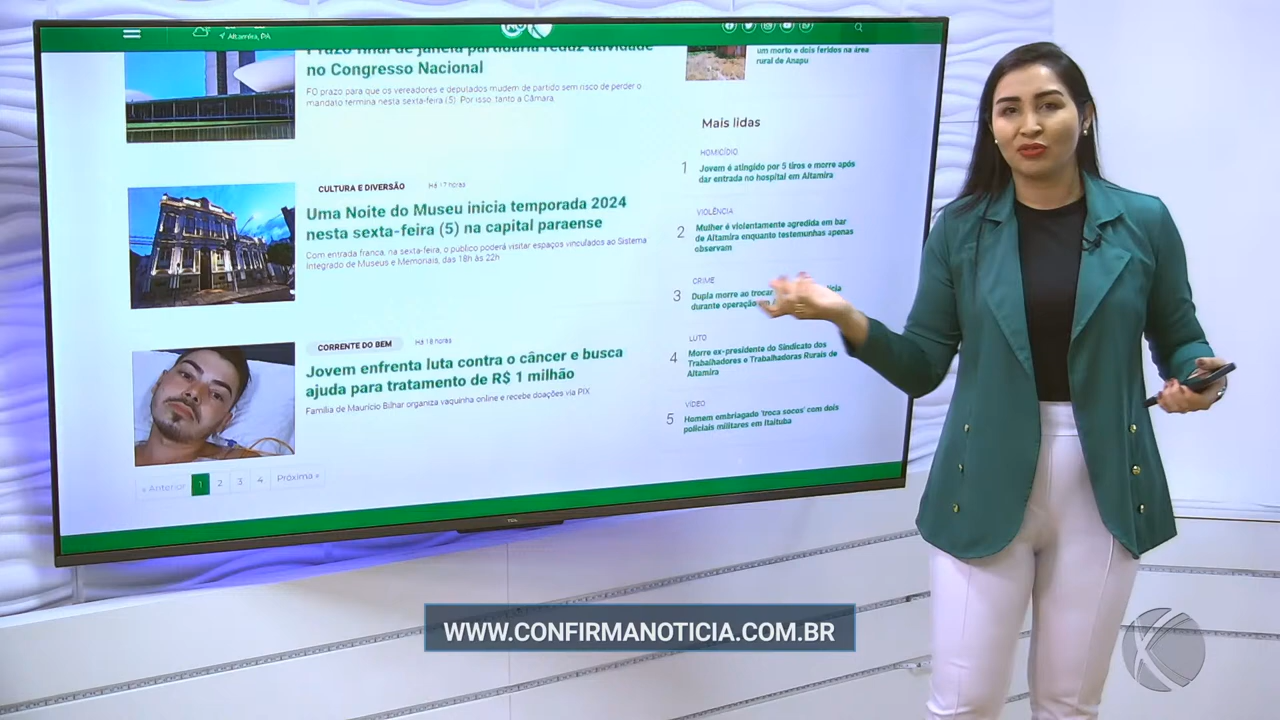 Altamira, PA
Prazo final de janela partidária reduz atividade
no Congresso Nacional
FO prazo para que os vereadores e deputados mudem de partido sem risco de perder o
mandato termina nesta sexta-feira (5). Por isso, tanto a Câmara,
CULTURA E DIVERSÃO
Há 17 horas
Uma Noite do Museu inicia temporada 2024
nesta sexta-feira (5) na capital paraense
Com entrada franca, na sexta-feira, o público poderá visitar espaços vinculados ao Sistema
Integrado de Museus e Memoriais, das 18h às 22h
CORRENTE DO BEM
Há 18 horas
Jovem enfrenta luta contra o câncer e busca
ajuda para tratamento de R$ 1 milhão
Família de Maurício Bilhar organiza vaquinha online e recebe doações via PIX
« Anterior 1 2 3 4 Próxima »
um morto e dois feridos na área
rural de Anapu
Mais lidas
HOMICÍDIO
1 Jovem é atingido por 5 tiros e morre após
dar entrada no hospital em Altamira
VIOLÊNCIA
2 Mulher é violentamente agredida em bar
de Altamira enquanto testemunhas apenas
observam
CRIME
3 Dupla morre ao trocar
durante operação
LUTO
4 Morre ex-presidente do Sindicato dos
Trabalhadores e Trabalhadoras Rurais de
Altamira
VÍDEO
5 Homem embriagado 'troca socos' com dois
policiais militares em Itaituba
TCL
WWW.CONFIRMANOTICIA.COM.BR